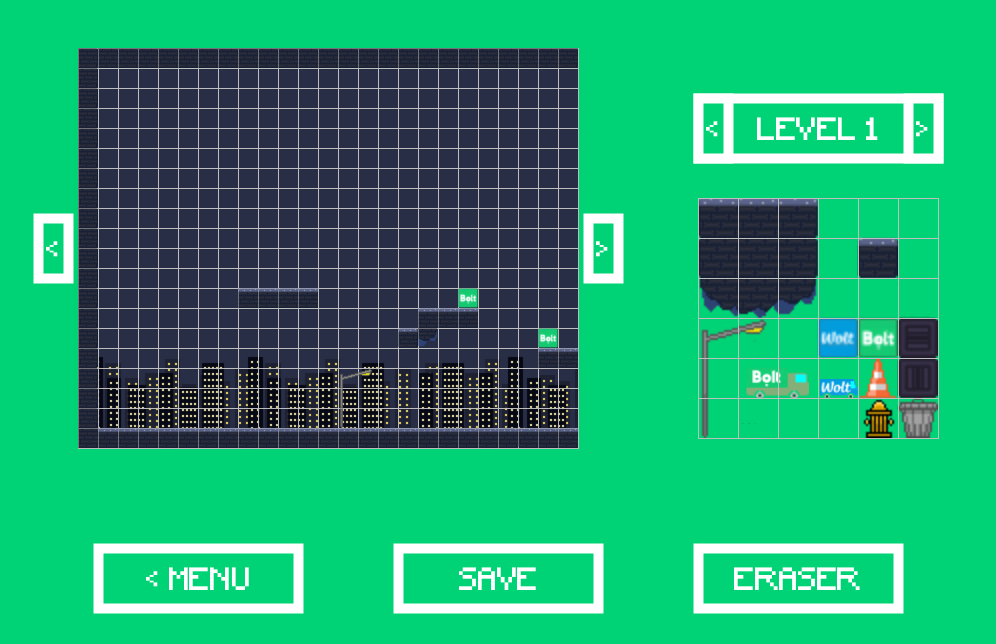 < LEVEL 1 >
< >
Bolt
Bolt
Wolt Bolt
Bolt Wolt
< MENU SAVE ERASER